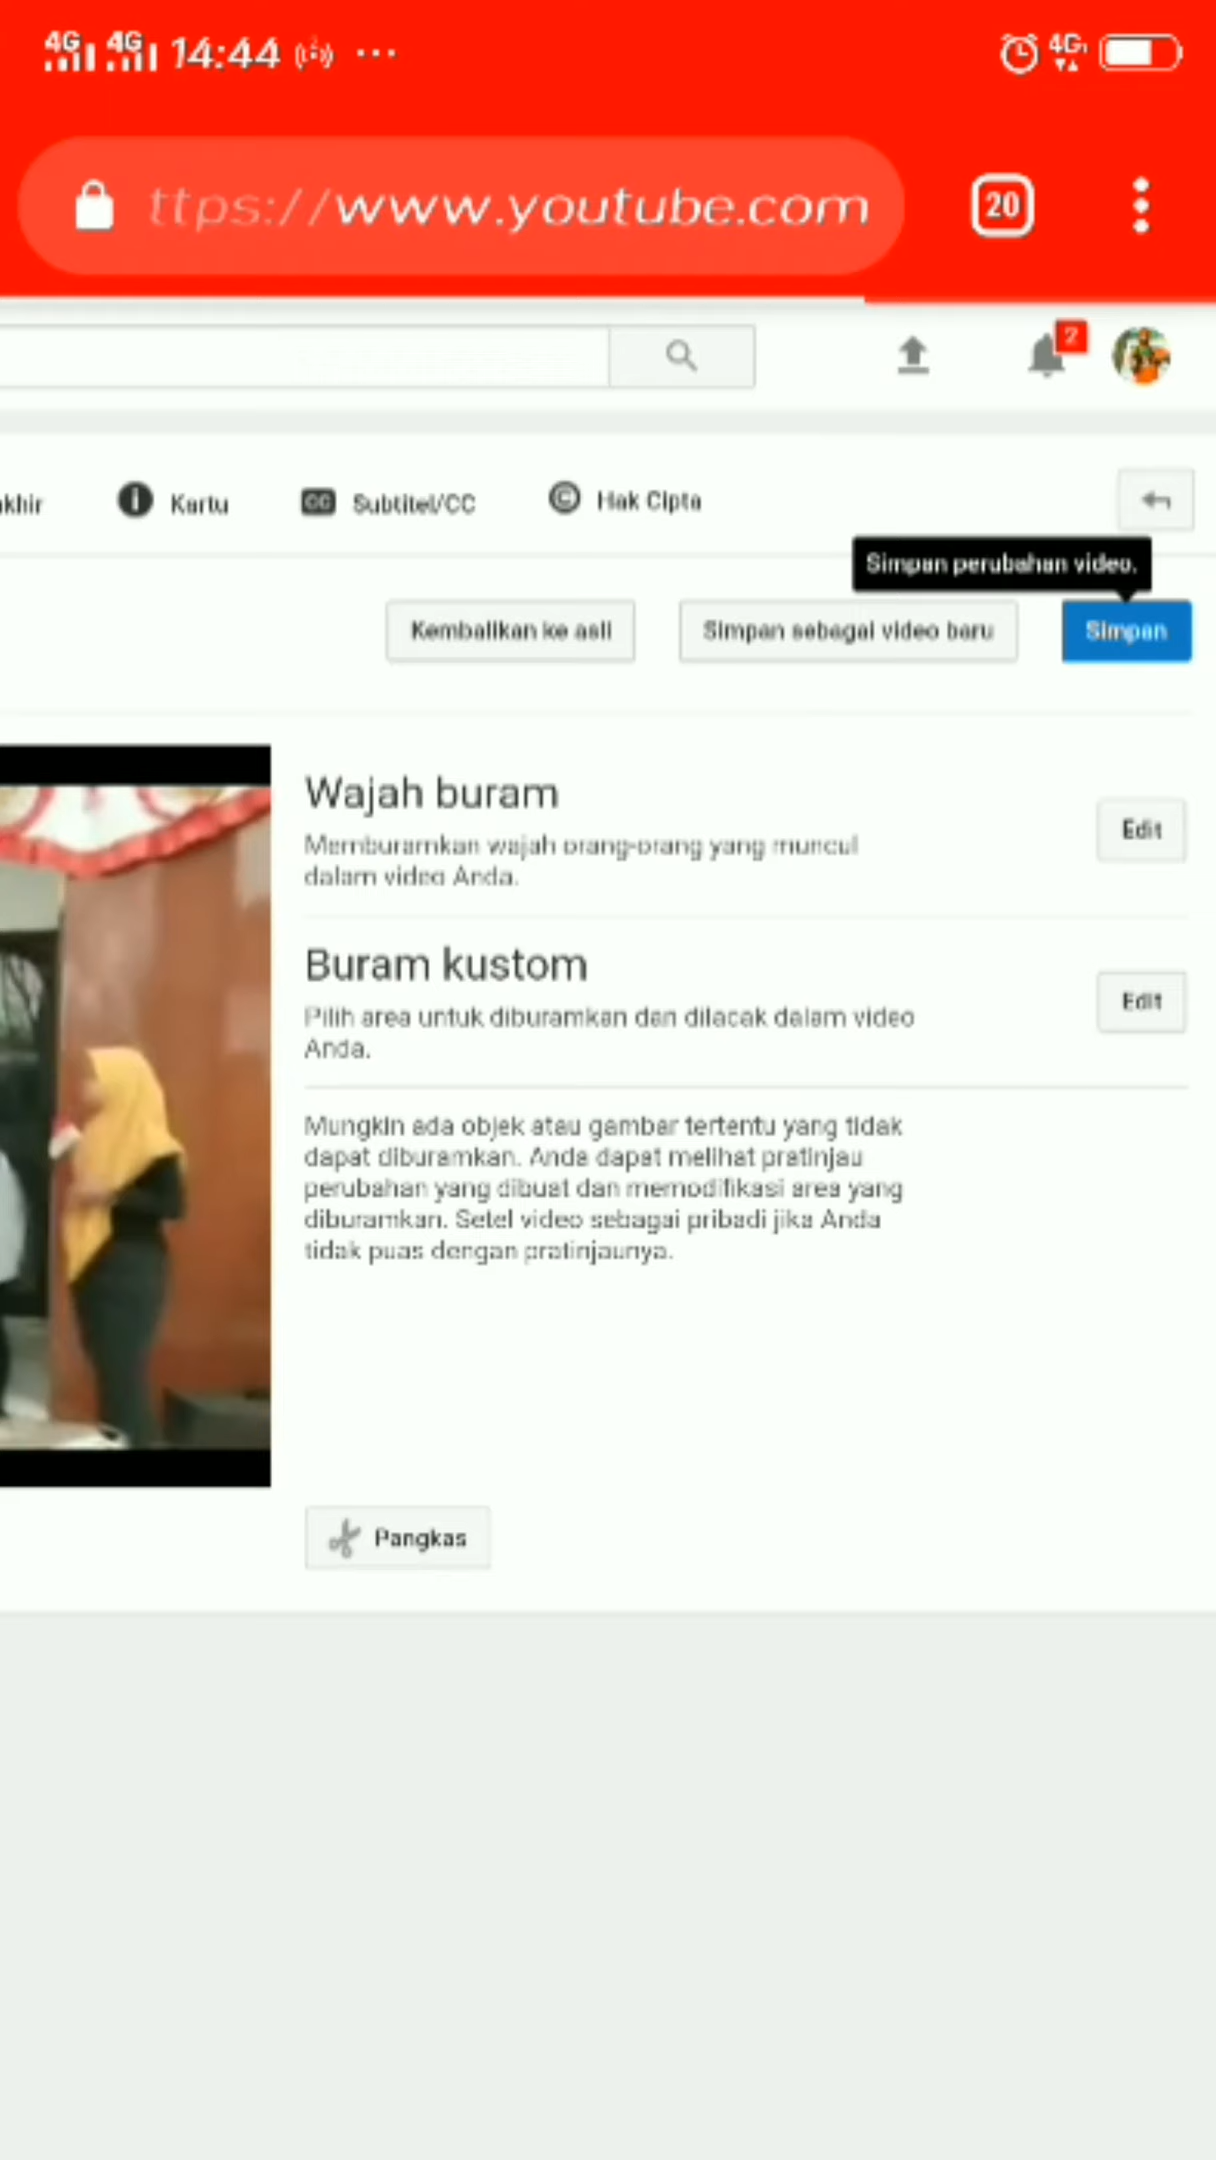 4G 4G 14:44 ... 4G
ttps://www.youtube.com 20
2
khir Kartu CC Subtitel/CC © Hak Cipta
Simpan perubahan video.
Kembalikan ke asli Simpan sebagai video baru Simpan
Wajah buram
Memburamkan wajah orang-orang yang muncul
dalam video Anda.
Edit
Buram kustom
Pilih area untuk diburamkan dan dilacak dalam video
Anda.
Edit
Mungkin ada objek atau gambar tertentu yang tidak
dapat diburamkan. Anda dapat melihat pratinjau
perubahan yang dibuat dan memodifikasi area yang
diburamkan. Setel video sebagai pribadi jika Anda
tidak puas dengan pratinjaunya.
Pangkas